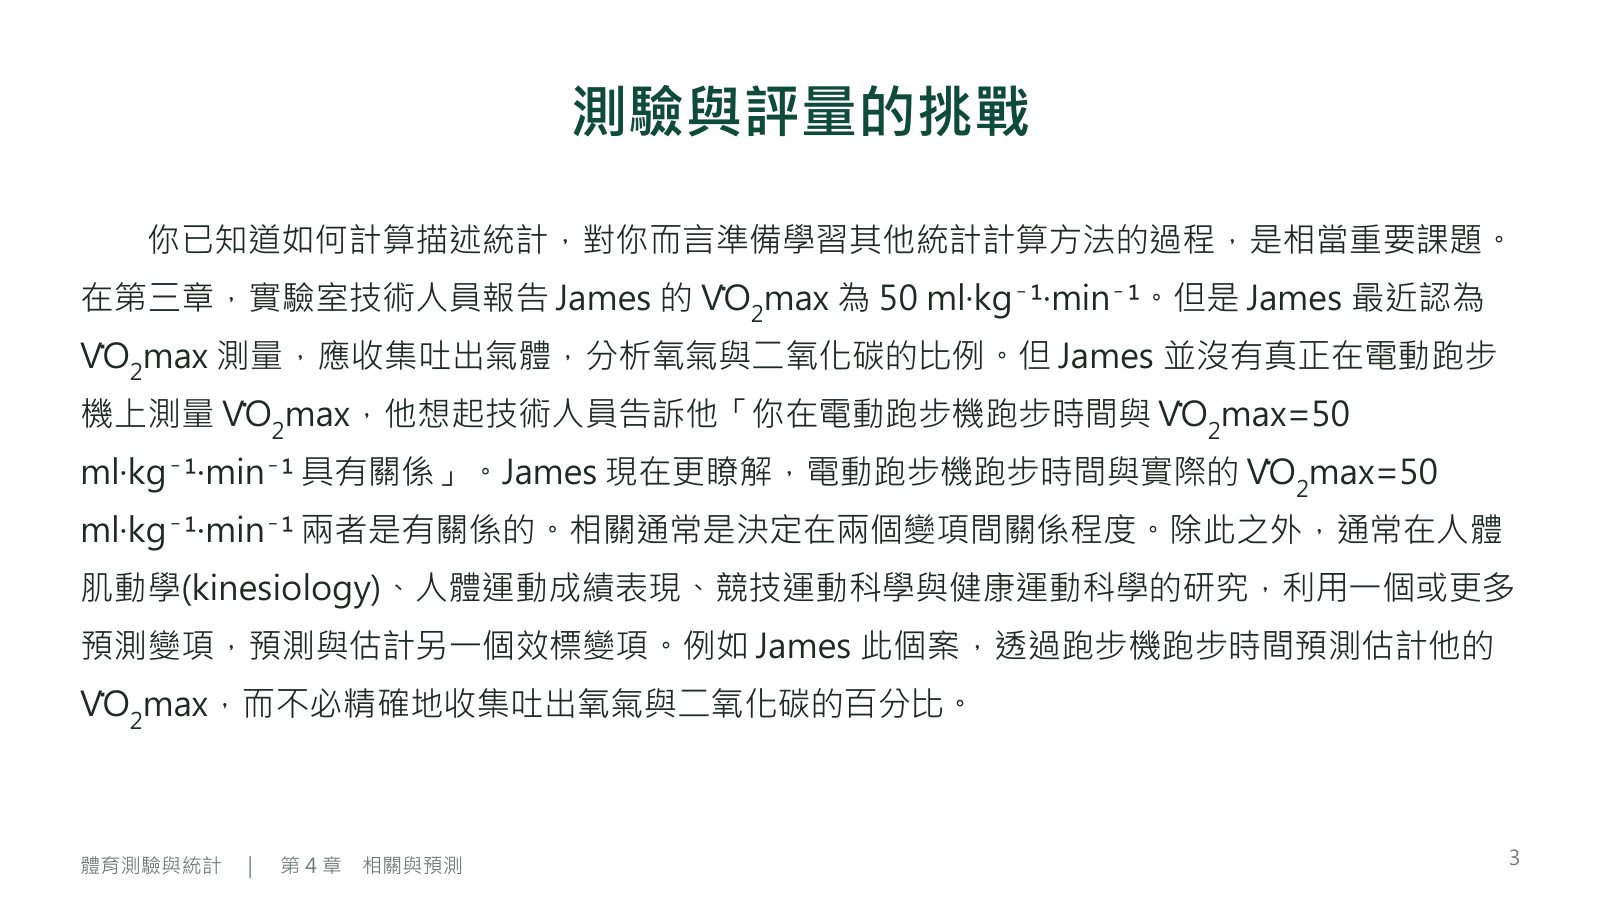 測驗與評量的挑戰
你已知道如何計算描述統計，對你而言準備學習其他統計計算方法的過程，是相當重要課題。
在第三章，實驗室技術人員報告 James 的 V̇O₂max 為 50 ml·kg⁻¹·min⁻¹。但是 James 最近認為
V̇O₂max 測量，應收集吐出氣體，分析氧氣與二氧化碳的比例。但 James 並沒有真正在電動跑步
機上測量 V̇O₂max，他想起技術人員告訴他「你在電動跑步機跑步時間與 V̇O₂max=50
ml·kg⁻¹·min⁻¹ 具有關係」。James 現在更瞭解，電動跑步機跑步時間與實際的 V̇O₂max=50
ml·kg⁻¹·min⁻¹ 兩者是有關係的。相關通常是決定在兩個變項間關係程度。除此之外，通常在人體
肌動學(kinesiology)、人體運動成績表現、競技運動科學與健康運動科學的研究，利用一個或更多
預測變項，預測與估計另一個效標變項。例如 James 此個案，透過跑步機跑步時間預測估計他的
V̇O₂max，而不必精確地收集吐出氧氣與二氧化碳的百分比。
體育測驗與統計 | 第 4 章 相關與預測
3